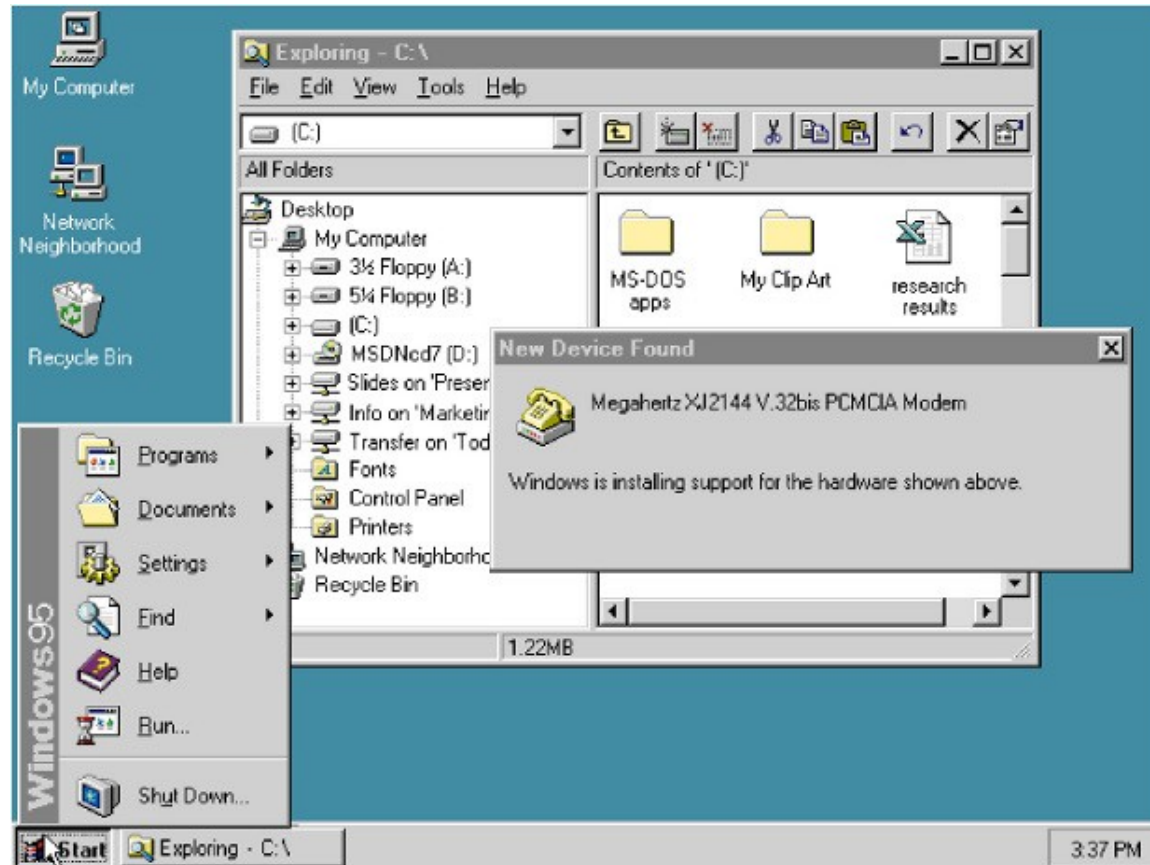 My Computer
Network
Neighborhood
Recycle Bin
Exploring - C:\
File Edit View Tools Help
(C:)
All Folders
Contents of '(C:)'
Desktop
My Computer
3½ Floppy (A:)
5¼ Floppy (B:)
(C:)
MSDNcd7 (D:)
Slides on 'Preser
Info on 'Marketir
Transfer on 'Tod
Fonts
Control Panel
Printers
Network Neighborho
Recycle Bin
MS-DOS
apps
My Clip Art
research
results
1.22MB
New Device Found
Megahertz XJ2144 V.32bis PCMCIA Modem
Windows is installing support for the hardware shown above.
Windows95
Programs
Documents
Settings
Find
Help
Run...
Shut Down...
Start
Exploring - C:\
3:37 PM